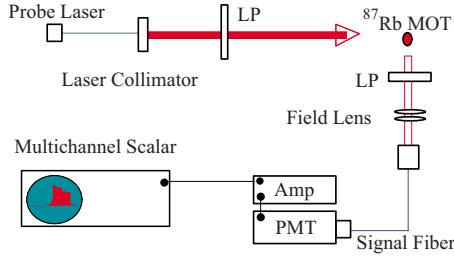 Probe Laser
LP
⁸⁷Rb MOT
Laser Collimator
LP
Field Lens
Multichannel Scalar
Amp
PMT
Signal Fiber